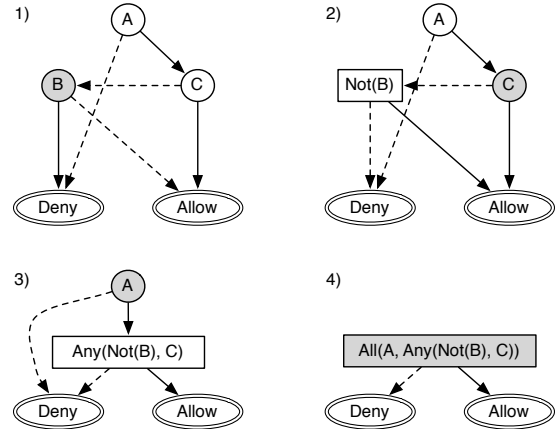 1)
A
B
C
Deny
Allow
2)
A
Not(B)
C
Deny
Allow
3)
A
Any(Not(B), C)
Deny
Allow
4)
All(A, Any(Not(B), C))
Deny
Allow